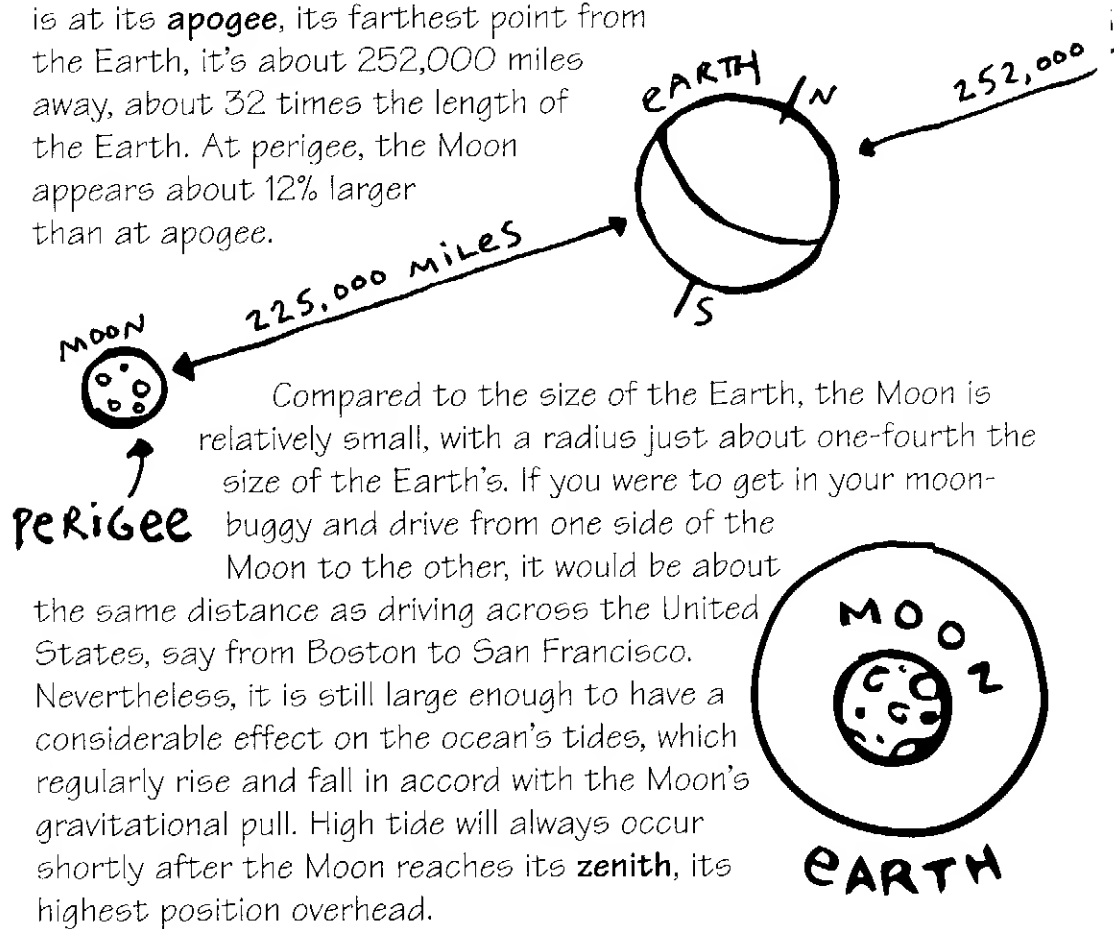 is at its apogee, its farthest point from
the Earth, it's about 252,000 miles
away, about 32 times the length of
the Earth. At perigee, the Moon
appears about 12% larger
than at apogee.
EARTH
N
252,000
S
225,000 MILES
MOON
PERIGEE
Compared to the size of the Earth, the Moon is
relatively small, with a radius just about one-fourth the
size of the Earth's. If you were to get in your moon-
buggy and drive from one side of the
Moon to the other, it would be about
the same distance as driving across the United
States, say from Boston to San Francisco.
Nevertheless, it is still large enough to have a
considerable effect on the ocean's tides, which
regularly rise and fall in accord with the Moon's
gravitational pull. High tide will always occur
shortly after the Moon reaches its zenith, its
highest position overhead.
MOON
EARTH